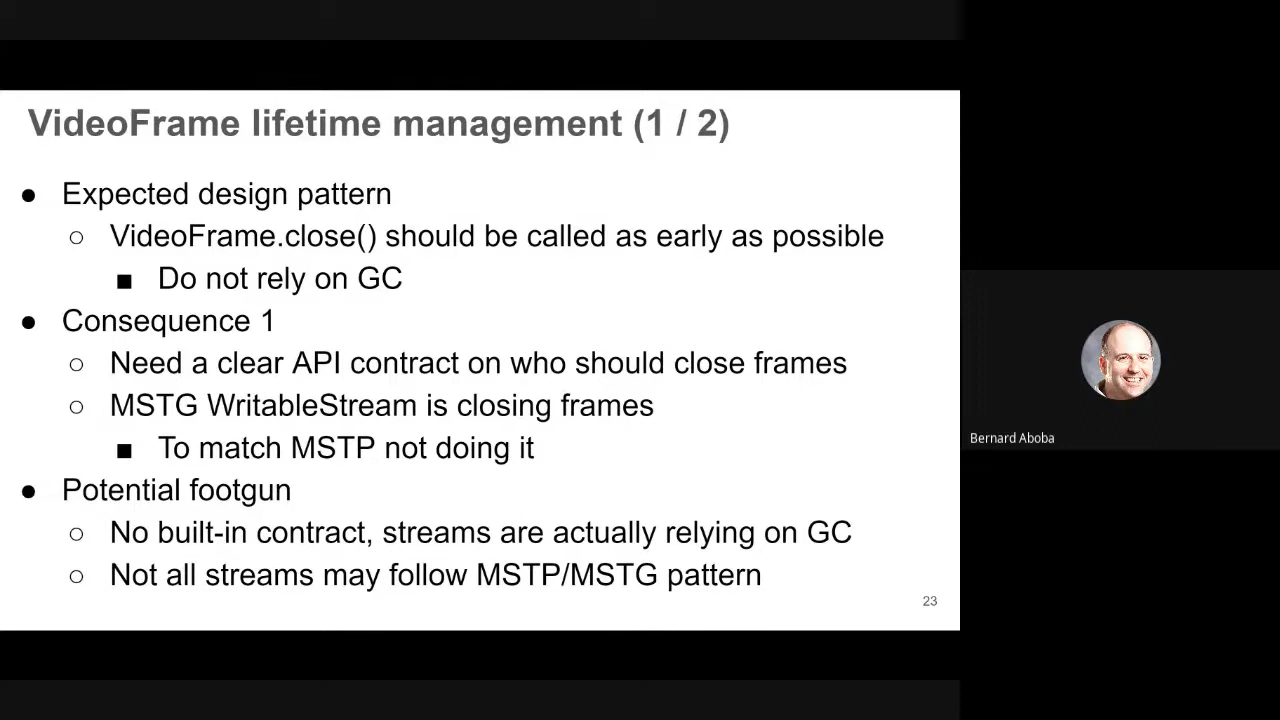 VideoFrame lifetime management (1 / 2)
● Expected design pattern
○ VideoFrame.close() should be called as early as possible
■ Do not rely on GC
● Consequence 1
○ Need a clear API contract on who should close frames
○ MSTG WritableStream is closing frames
■ To match MSTP not doing it
● Potential footgun
○ No built-in contract, streams are actually relying on GC
○ Not all streams may follow MSTP/MSTG pattern
23
Bernard Aboba